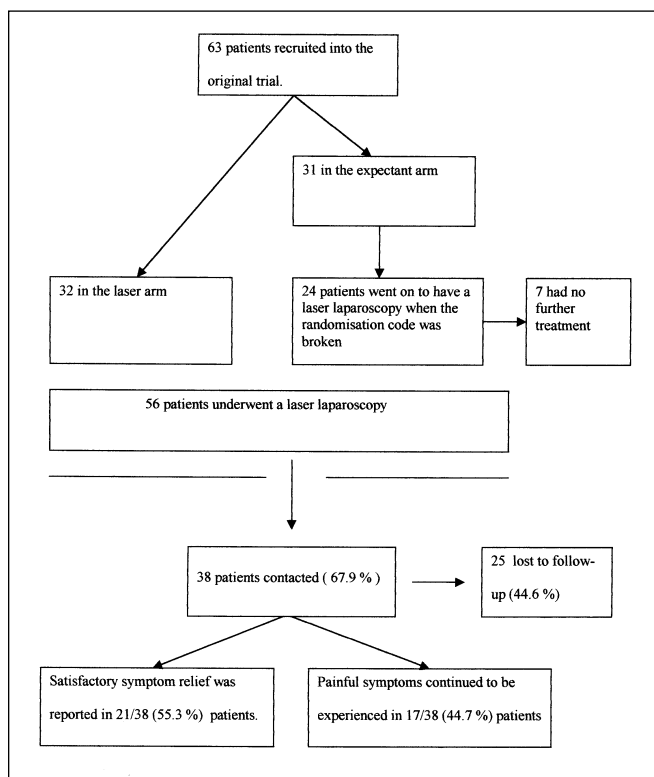 63 patients recruited into the
original trial.
31 in the expectant arm
32 in the laser arm
24 patients went on to have a
laser laparoscopy when the
randomisation code was
broken
7 had no
further
treatment
56 patients underwent a laser laparoscopy
38 patients contacted ( 67.9 % )
25 lost to follow-
up (44.6 %)
Satisfactory symptom relief was
reported in 21/38 (55.3 %) patients.
Painful symptoms continued to be
experienced in 17/38 (44.7 %) patients